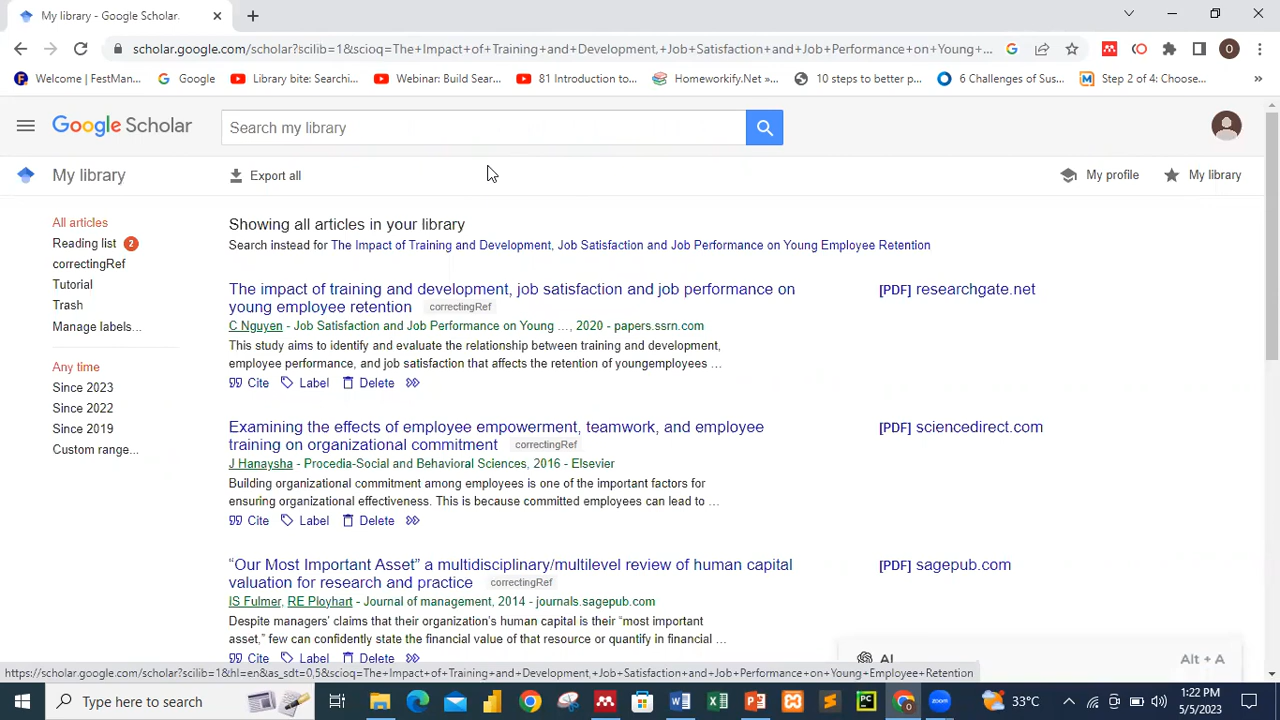 My library - Google Scholar.
scholar.google.com/scholar?scilib=1&scioq=The+Impact+of+Training+and+Development,+Job+Satisfaction+and+Job+Performance+on+Young+...
O
Welcome | FestMan...
Google
Library bite: Searchi...
Webinar: Build Sear...
81 Introduction to...
Homeworkify.Net »...
10 steps to better p...
6 Challenges of Sus...
Step 2 of 4: Choose...
»
Google Scholar
Search my library
My library
Export all
My profile
My library
All articles
Reading list 2
correctingRef
Tutorial
Trash
Manage labels...
Any time
Since 2023
Since 2022
Since 2019
Custom range...
Showing all articles in your library
Search instead for The Impact of Training and Development, Job Satisfaction and Job Performance on Young Employee Retention
The impact of training and development, job satisfaction and job performance on
young employee retention correctingRef
C Nguyen - Job Satisfaction and Job Performance on Young …, 2020 - papers.ssrn.com
This study aims to identify and evaluate the relationship between training and development,
employee performance, and job satisfaction that affects the retention of youngemployees …
Cite Label Delete
[PDF] researchgate.net
Examining the effects of employee empowerment, teamwork, and employee
training on organizational commitment correctingRef
J Hanaysha - Procedia-Social and Behavioral Sciences, 2016 - Elsevier
Building organizational commitment among employees is one of the important factors for
ensuring organizational effectiveness. This is because committed employees can lead to …
Cite Label Delete
[PDF] sciencedirect.com
“Our Most Important Asset” a multidisciplinary/multilevel review of human capital
valuation for research and practice correctingRef
IS Fulmer, RE Ployhart - Journal of management, 2014 - journals.sagepub.com
Despite managers’ claims that their organization’s human capital is their “most important
asset,” few can confidently state the financial value of that resource or quantify in financial …
Cite Label Delete
[PDF] sagepub.com
AI Alt + A
https://scholar.google.com/scholar?scilib=1&hl=en&as_sdt=0,5&scioq=The+Impact+of+Training+and+Development,+Job+Satisfaction+and+Job+Performance+on+Young+Employee+Retention
Type here to search
PC
zoom
33°C
1:22 PM
5/5/2023